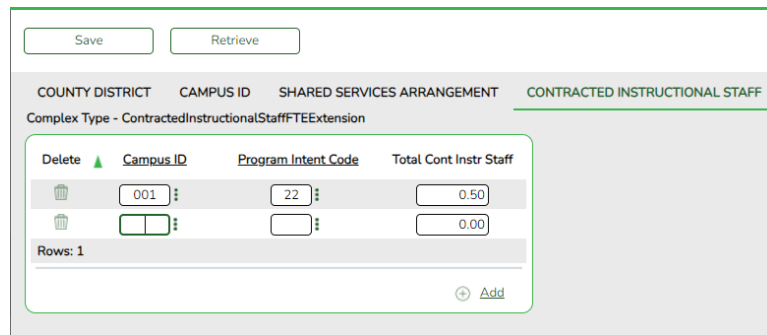 Save Retrieve
COUNTY DISTRICT CAMPUS ID SHARED SERVICES ARRANGEMENT CONTRACTED INSTRUCTIONAL STAFF
Complex Type - ContractedInstructionalStaffFTEExtension
Delete Campus ID Program Intent Code Total Cont Instr Staff
001 22 0.50
0.00
Rows: 1
Add